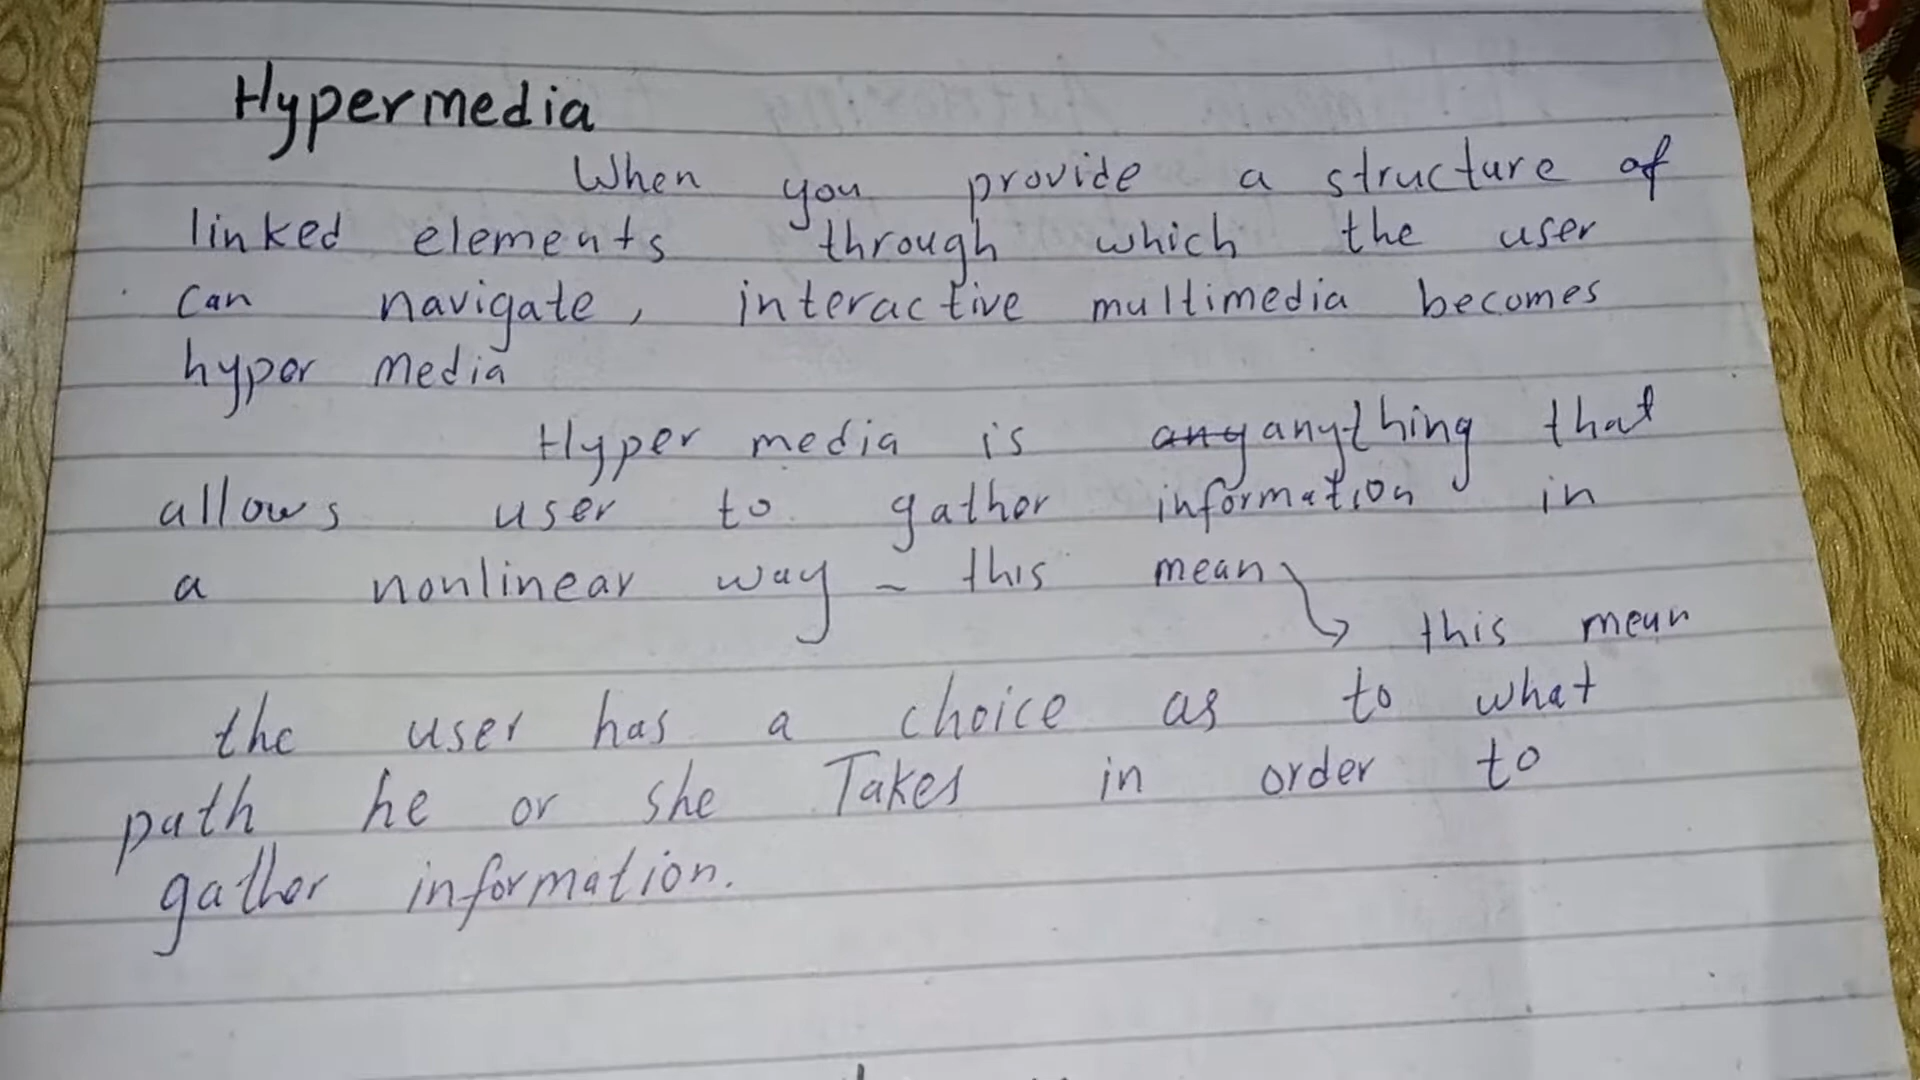 Hypermedia
When you provide a structure of
linked elements through which the user
can navigate, interactive multimedia becomes
hyper media
Hyper media is any anything that
allows user to gather information in
a nonlinear way - this mean
this mean
the user has a choice as to what
path he or she Takes in order to
gather information.